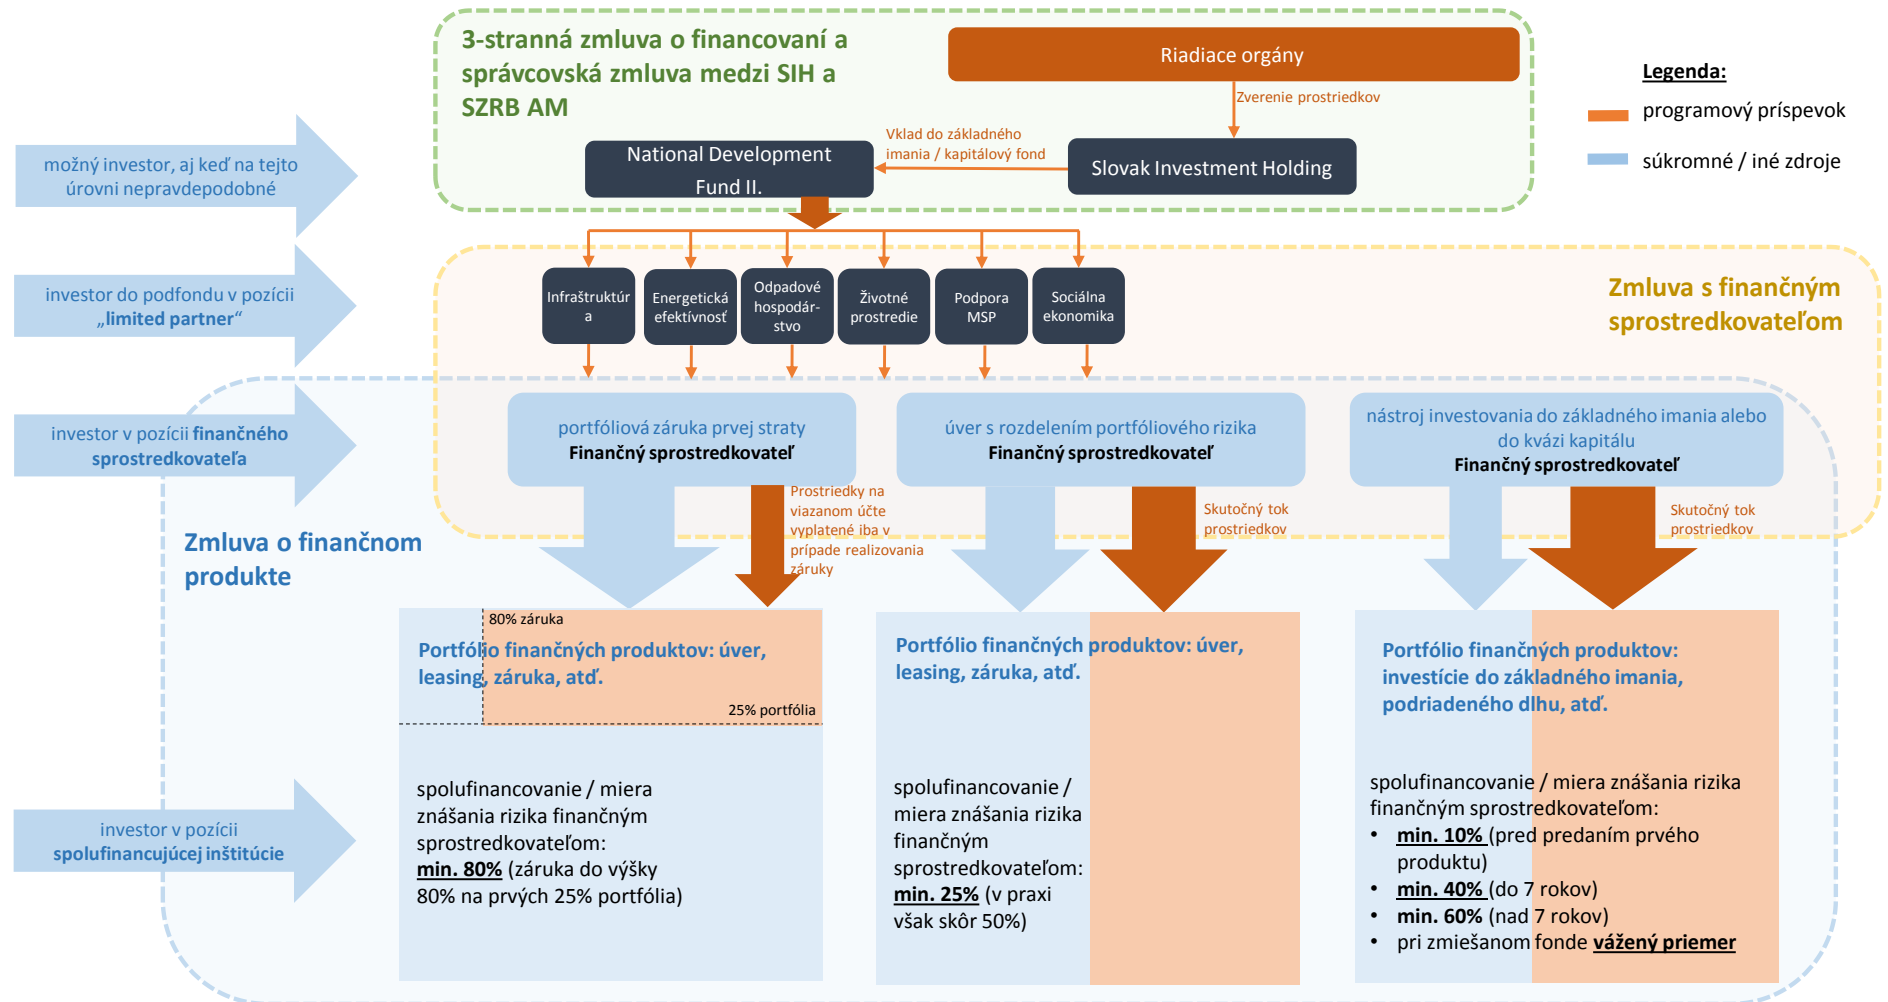 3-stranná zmluva o financovaní a
správcovská zmluva medzi SIH a
SZRB AM
Riadiace orgány
Legenda:
programový príspevok
súkromné / iné zdroje
Zverenie prostriedkov
Vklad do základného
imania / kapitálový fond
National Development
Fund II.
Slovak Investment Holding
možný investor, aj keď na tejto
úrovni nepravdepodobné
investor do podfondu v pozícii
„limited partner“
Infraštruktúr
a
Energetická
efektívnosť
Odpadové
hospodár-
stvo
Životné
prostredie
Podpora
MSP
Sociálna
ekonomika
Zmluva s finančným
sprostredkovateľom
investor v pozícii finančného
sprostredkovateľa
portfóliová záruka prvej straty
Finančný sprostredkovateľ
úver s rozdelením portfóliového rizika
Finančný sprostredkovateľ
nástroj investovania do základného imania alebo
do kvázi kapitálu
Finančný sprostredkovateľ
Prostriedky na
viazanom účte
vyplatené iba v
prípade realizovania
záruky
Skutočný tok
prostriedkov
Skutočný tok
prostriedkov
Zmluva o finančnom
produkte
80% záruka
Portfólio finančných produktov: úver,
leasing, záruka, atď.
25% portfólia
spolufinancovanie / miera
znášania rizika finančným
sprostredkovateľom:
min. 80% (záruka do výšky
80% na prvých 25% portfólia)
Portfólio finančných produktov: úver,
leasing, záruka, atď.
spolufinancovanie /
miera znášania rizika
finančným
sprostredkovateľom:
min. 25% (v praxi
však skôr 50%)
Portfólio finančných produktov:
investície do základného imania,
podriadeného dlhu, atď.
spolufinancovanie / miera znášania rizika
finančným sprostredkovateľom:
• min. 10% (pred predaním prvého
produktu)
• min. 40% (do 7 rokov)
• min. 60% (nad 7 rokov)
• pri zmiešanom fonde vážený priemer
investor v pozícii
spolufinancujúcej inštitúcie